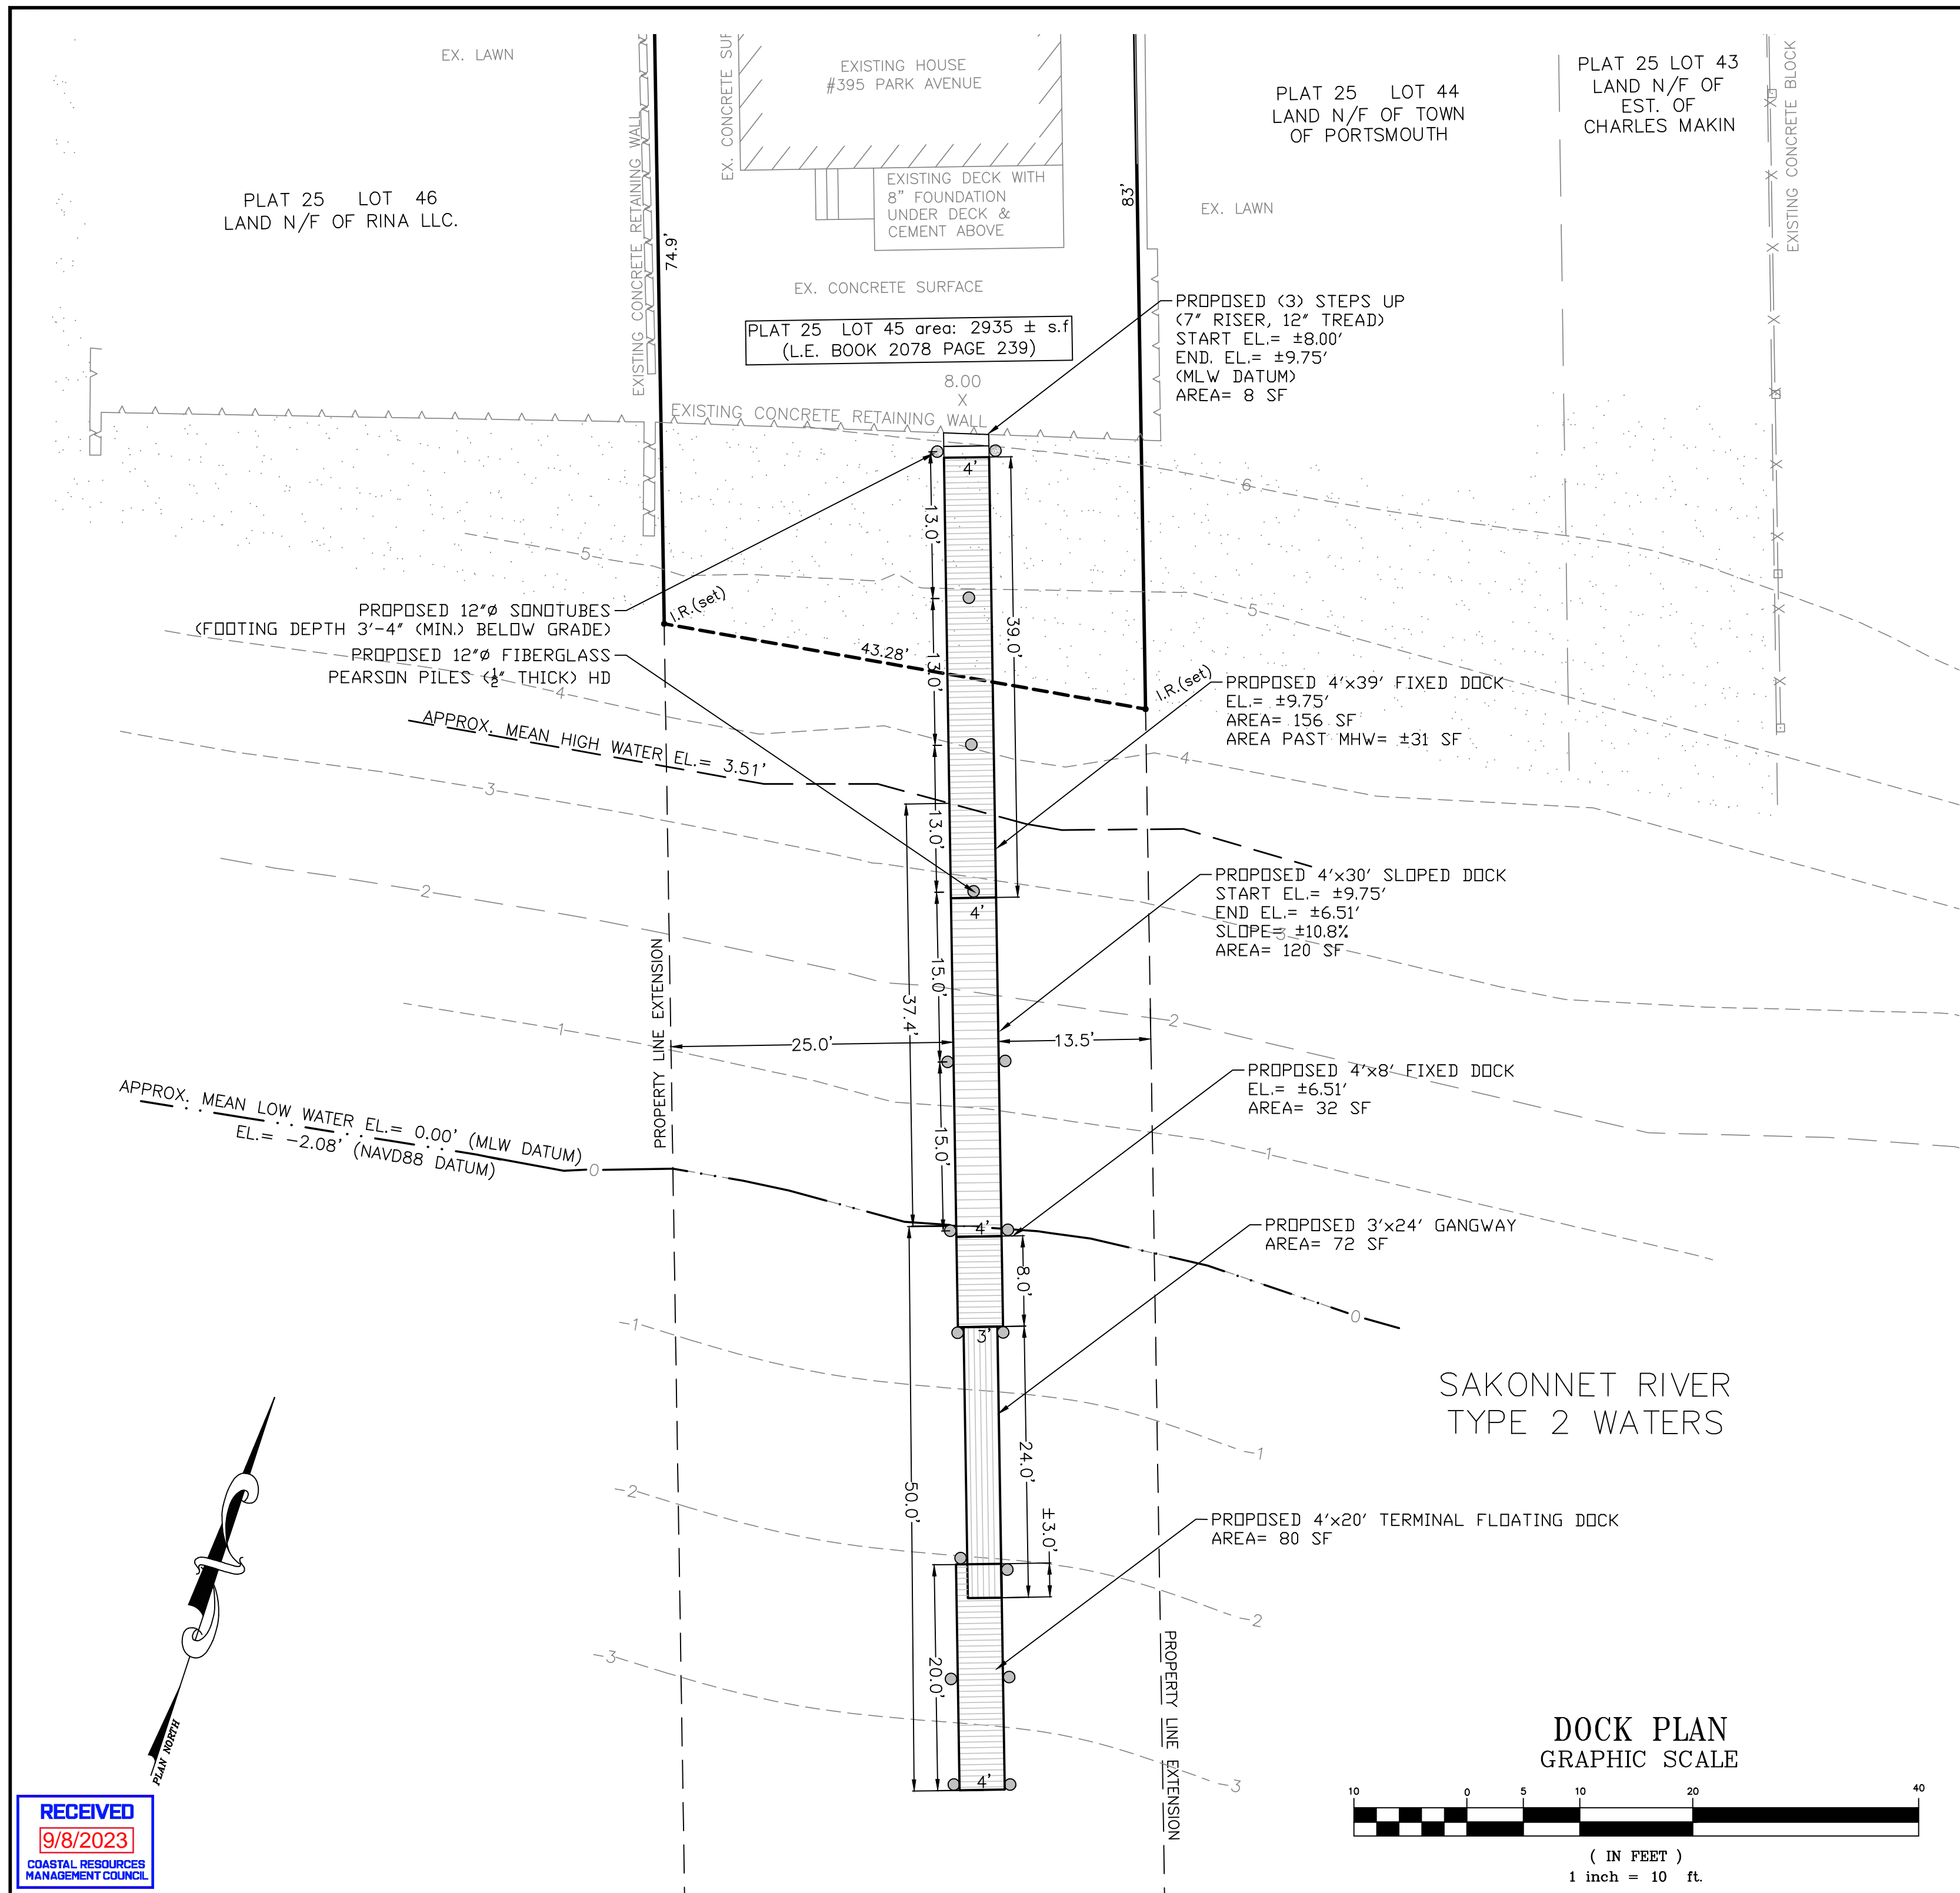 EX. LAWN
EX. CONCRETE SUR
EXISTING HOUSE
#395 PARK AVENUE
PLAT 25 LOT 44
LAND N/F OF TOWN
OF PORTSMOUTH
PLAT 25 LOT 43
LAND N/F OF
EST. OF
CHARLES MAKIN
EXISTING CONCRETE BLOCK
PLAT 25 LOT 46
LAND N/F OF RINA LLC.
EXISTING CONCRETE RETAINING WALL
74.9'
EXISTING DECK WITH
8" FOUNDATION
UNDER DECK &
CEMENT ABOVE
83'
EX. LAWN
EX. CONCRETE SURFACE
PLAT 25 LOT 45 area: 2935 ± s.f
(L.E. BOOK 2078 PAGE 239)
8.00
X
EXISTING CONCRETE RETAINING WALL
PROPOSED (3) STEPS UP
(7" RISER, 12" TREAD)
START EL.= ±8.00'
END. EL.= ±9.75'
(MLW DATUM)
AREA= 8 SF
4'
6
13.0'
5
5
39.0'
PROPOSED 12"Ø SONOTUBES
(FOOTING DEPTH 3'-4" (MIN.) BELOW GRADE)
PROPOSED 12"Ø FIBERGLASS
PEARSON PILES (½" THICK) HD
I.R.(set)
43.28'
13.0'
I.R.(set)
PROPOSED 4'x39' FIXED DOCK
EL.= ±9.75'
AREA= 156 SF
AREA PAST MHW= ±31 SF
4
4
APPROX. MEAN HIGH WATER EL.= 3.51'
3
13.0'
2
4'
PROPOSED 4'x30' SLOPED DOCK
START EL.= ±9.75'
END EL.= ±6.51'
SLOPE= ±10.8%
AREA= 120 SF
3
15.0'
37.4'
PROPERTY LINE EXTENSION
1
2
25.0'
13.5'
PROPOSED 4'x8' FIXED DOCK
EL.= ±6.51'
AREA= 32 SF
APPROX. MEAN LOW WATER EL.= 0.00' (MLW DATUM)
EL.= -2.08' (NAVD88 DATUM)
0
15.0'
1
4'
PROPOSED 3'x24' GANGWAY
AREA= 72 SF
8.0'
0
-1
3'
SAKONNET RIVER
TYPE 2 WATERS
-1
24.0'
50.0'
-2
±3.0'
PROPOSED 4'x20' TERMINAL FLOATING DOCK
AREA= 80 SF
-2
-3
20.0'
PROPERTY LINE EXTENSION
4'
-3
PLAN NORTH
DOCK PLAN
GRAPHIC SCALE
10 0 5 10 20 40
( IN FEET )
1 inch = 10 ft.
RECEIVED
9/8/2023
COASTAL RESOURCES
MANAGEMENT COUNCIL